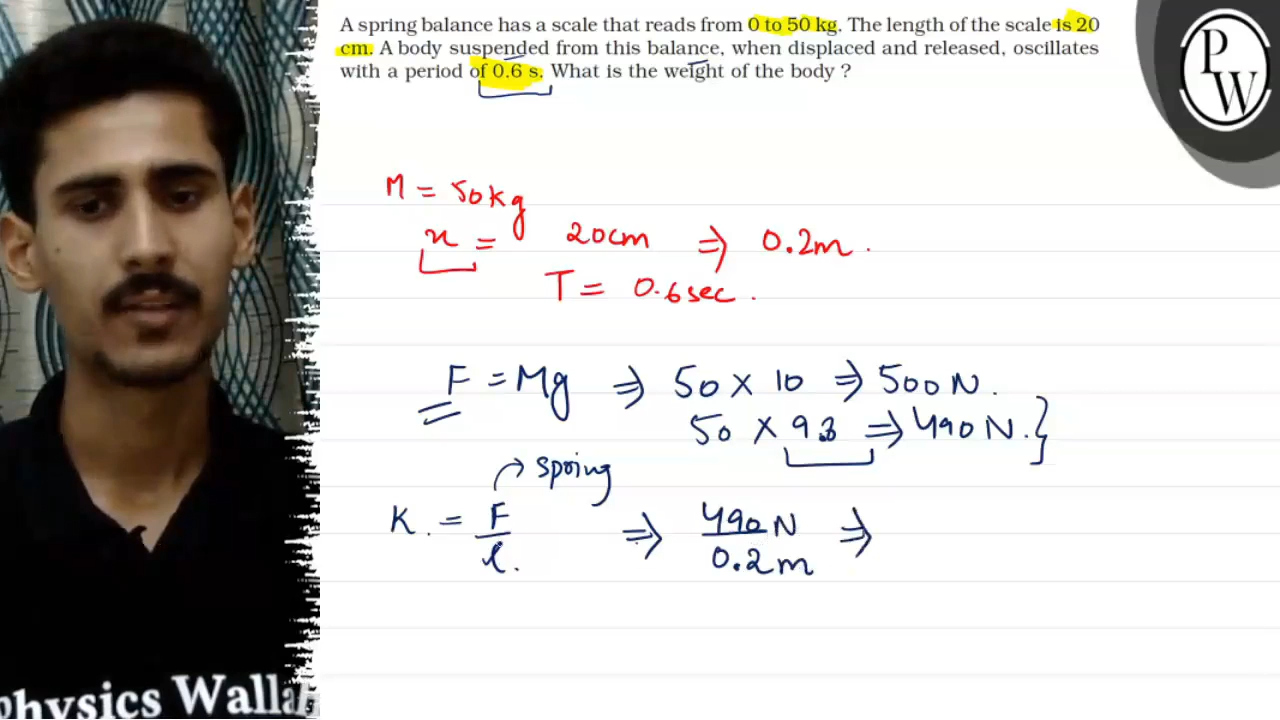 A spring balance has a scale that reads from 0 to 50 kg. The length of the scale is 20
cm. A body suspended from this balance, when displaced and released, oscillates
with a period of 0.6 s. What is the weight of the body ?
P
W
M = 50kg
x = 20cm ⇒ 0.2m.
T = 0.6sec.
F = Mg ⇒ 50 × 10 ⇒ 500N.
50 × 9.8 ⇒ 490N. }
→ spring
K. = F/l. ⇒ 490N/0.2m ⇒
Physics Wallah